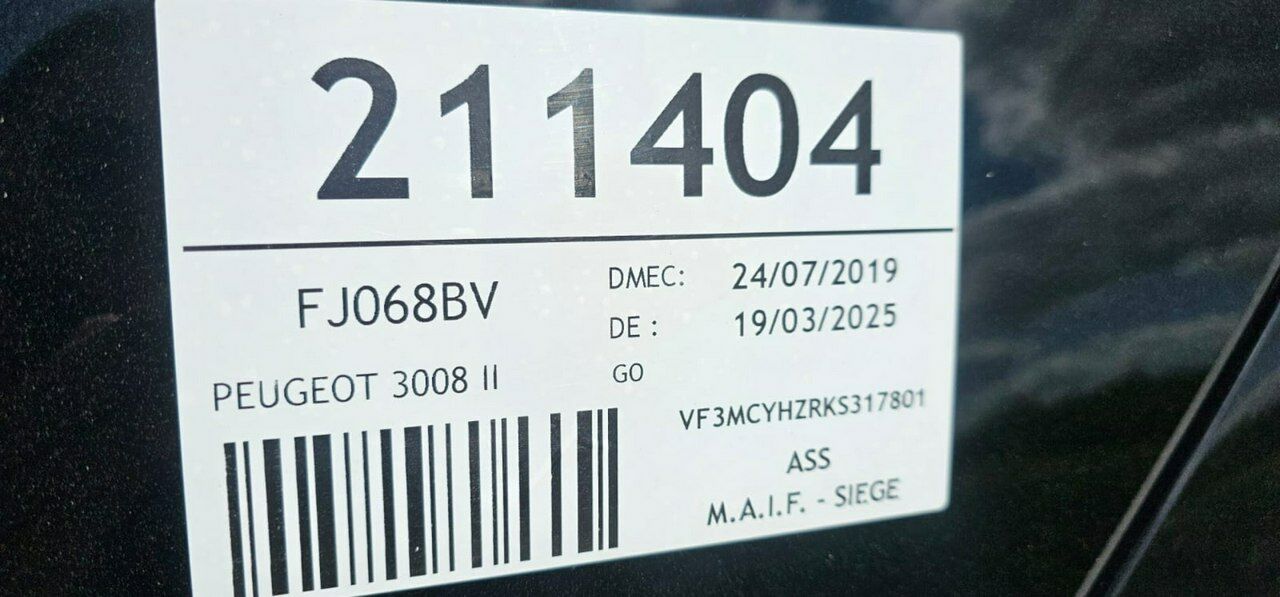 211404
FJ068BV
DMEC: 24/07/2019
DE : 19/03/2025
PEUGEOT 3008 II
GO
VF3MCYHZRKS317801
ASS
M.A.I.F. - SIEGE